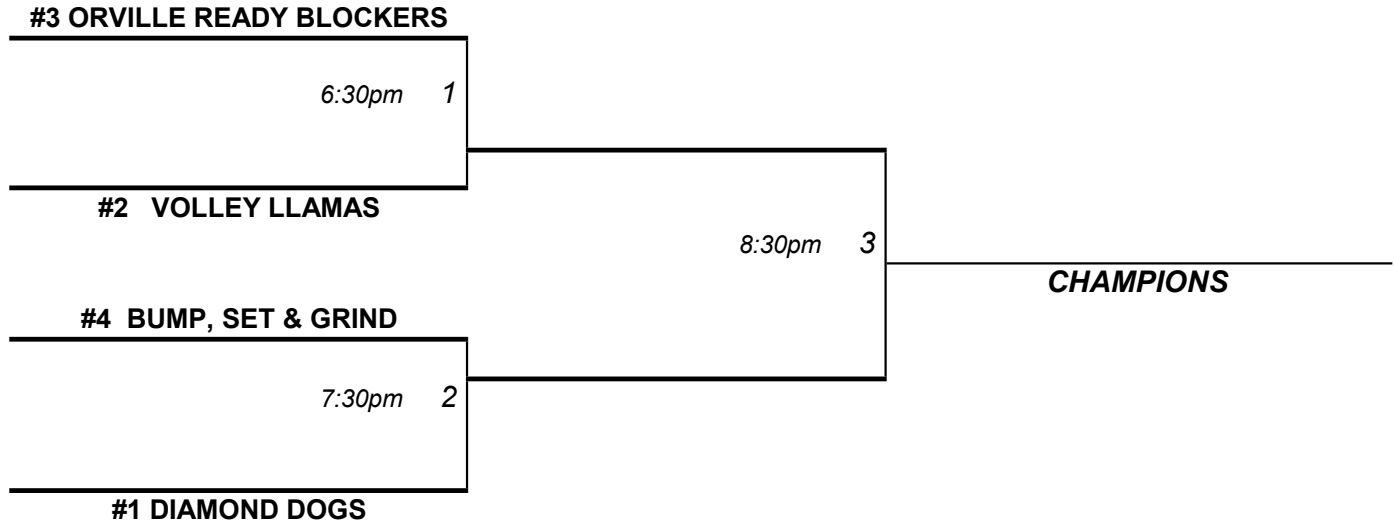 #3 ORVILLE READY BLOCKERS
6:30pm 1
#2 VOLLEY LLAMAS
8:30pm 3
CHAMPIONS
#4 BUMP, SET & GRIND
7:30pm 2
#1 DIAMOND DOGS